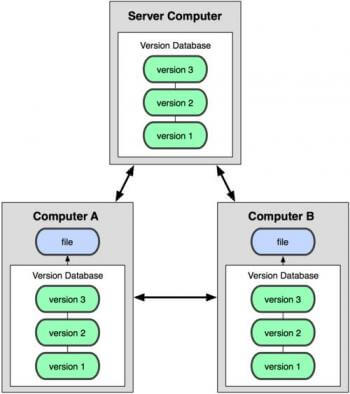 Server Computer
Version Database
version 3
version 2
version 1
Computer A
file
Version Database
version 3
version 2
version 1
Computer B
file
Version Database
version 3
version 2
version 1